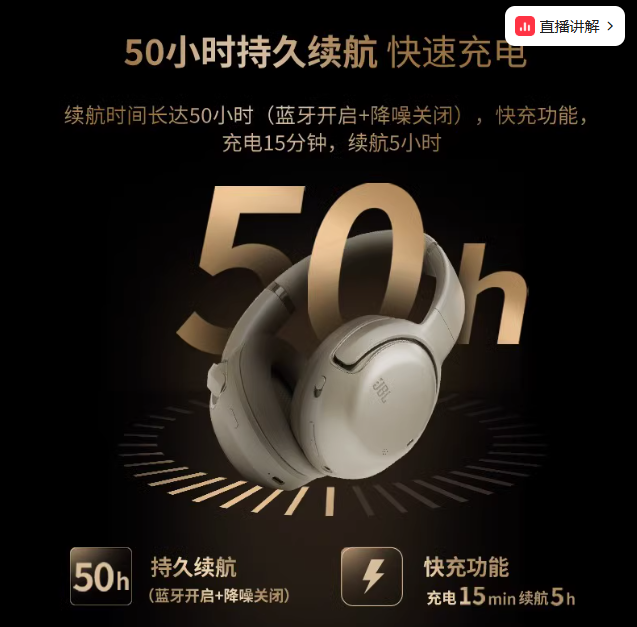 直播讲解
50小时持久续航 快速充电
续航时间长达50小时（蓝牙开启+降噪关闭），快充功能，
充电15分钟，续航5小时
50h
JBL
50h
持久续航
（蓝牙开启+降噪关闭）
快充功能
充电15min续航5h